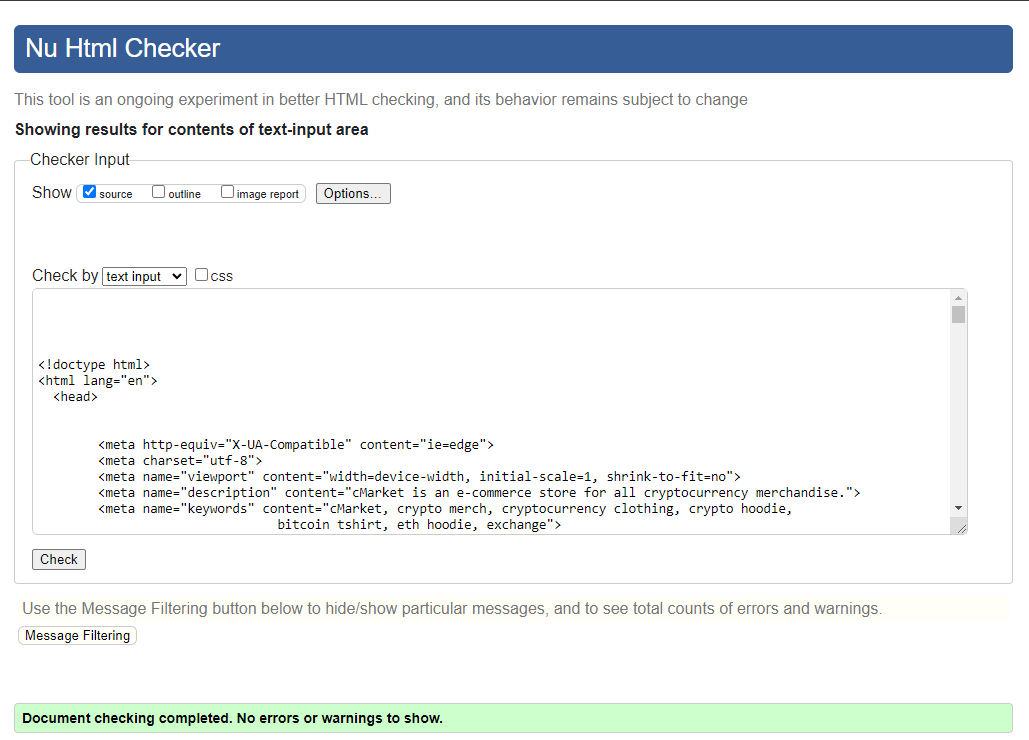 Nu Html Checker
This tool is an ongoing experiment in better HTML checking, and its behavior remains subject to change
Showing results for contents of text-input area
Checker Input
Show source outline image report Options...
Check by text input css
<!doctype html>
<html lang="en">
<head>
<meta http-equiv="X-UA-Compatible" content="ie=edge">
<meta charset="utf-8">
<meta name="viewport" content="width=device-width, initial-scale=1, shrink-to-fit=no">
<meta name="description" content="cMarket is an e-commerce store for all cryptocurrency merchandise.">
<meta name="keywords" content="cMarket, crypto merch, cryptocurrency clothing, crypto hoodie,
bitcoin tshirt, eth hoodie, exchange">
Check
Use the Message Filtering button below to hide/show particular messages, and to see total counts of errors and warnings.
Message Filtering
Document checking completed. No errors or warnings to show.